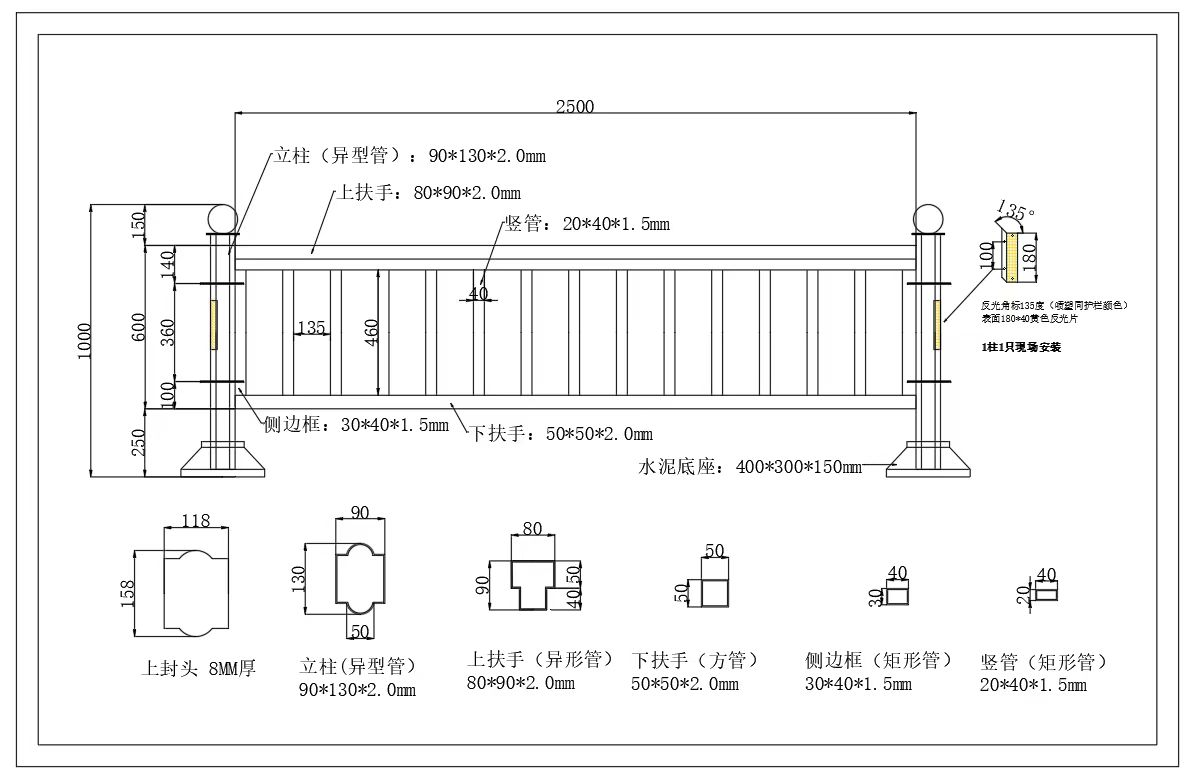 2500
立柱（异型管）：90*130*2.0mm
上扶手：80*90*2.0mm
竖管：20*40*1.5mm
135°
150
140
600
360
1000
100
250
135
460
40
100
180
反光角标135度（喷塑同护栏颜色）
表面180*40黄色反光片
1柱1只现场安装
侧边框：30*40*1.5mm
下扶手：50*50*2.0mm
水泥底座：400*300*150mm
118
158
上封头 8MM厚
90
130
50
立柱(异型管）
90*130*2.0mm
80
90
50
40
上扶手（异形管）
80*90*2.0mm
50
50
下扶手（方管）
50*50*2.0mm
40
30
侧边框（矩形管）
30*40*1.5mm
40
20
竖管（矩形管）
20*40*1.5mm